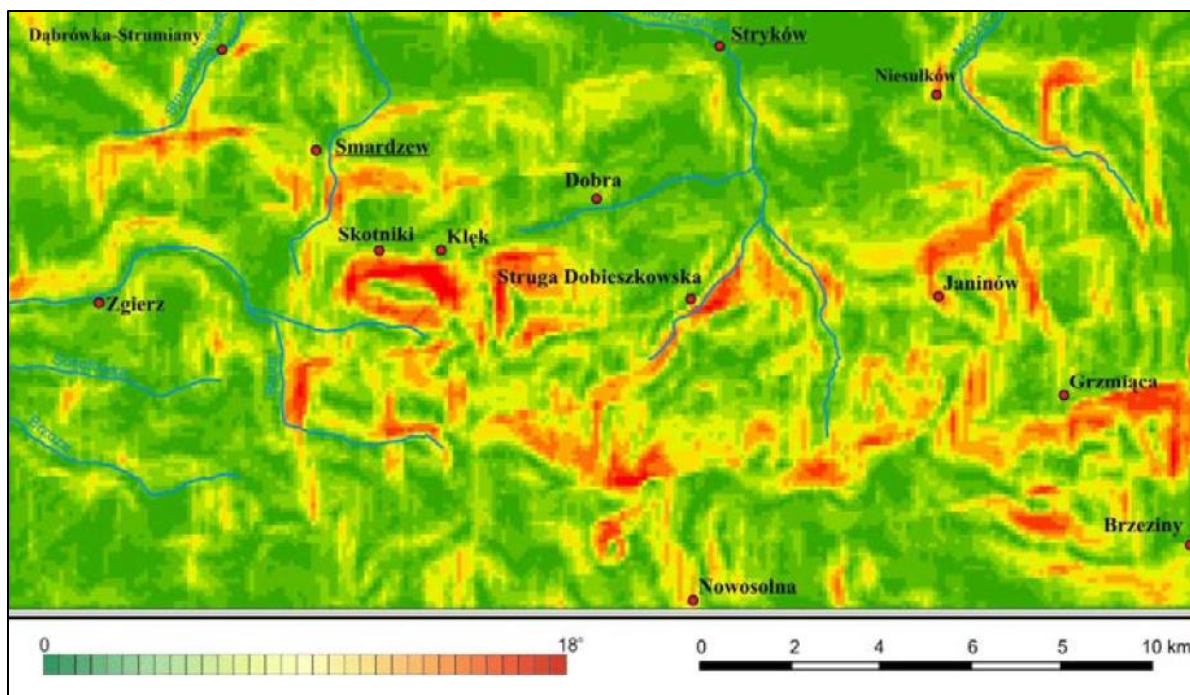 Dąbrówka-Strumiany
Stryków
Niesułków
Smardzew
Dobra
Skotniki
Klęk
Struga Dobieszkowska
Janinów
Zgierz
Grzmiąca
Brzeziny
Nowosolna
0
18°
0
2
4
6
5
10 km